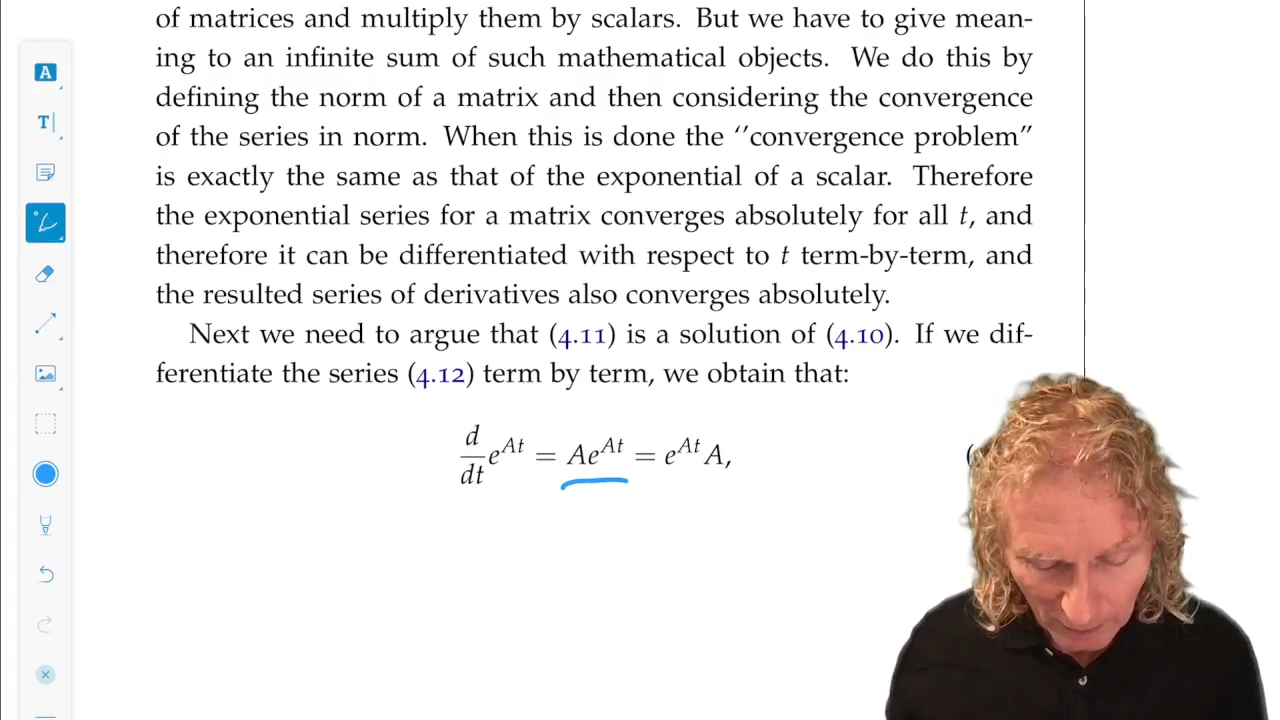 of matrices and multiply them by scalars. But we have to give mean-
ing to an infinite sum of such mathematical objects. We do this by
defining the norm of a matrix and then considering the convergence
of the series in norm. When this is done the ‘‘convergence problem”
is exactly the same as that of the exponential of a scalar. Therefore
the exponential series for a matrix converges absolutely for all t, and
therefore it can be differentiated with respect to t term-by-term, and
the resulted series of derivatives also converges absolutely.
Next we need to argue that (4.11) is a solution of (4.10). If we dif-
ferentiate the series (4.12) term by term, we obtain that:
d/dt e^{At} = Ae^{At} = e^{At}A, (
A
T